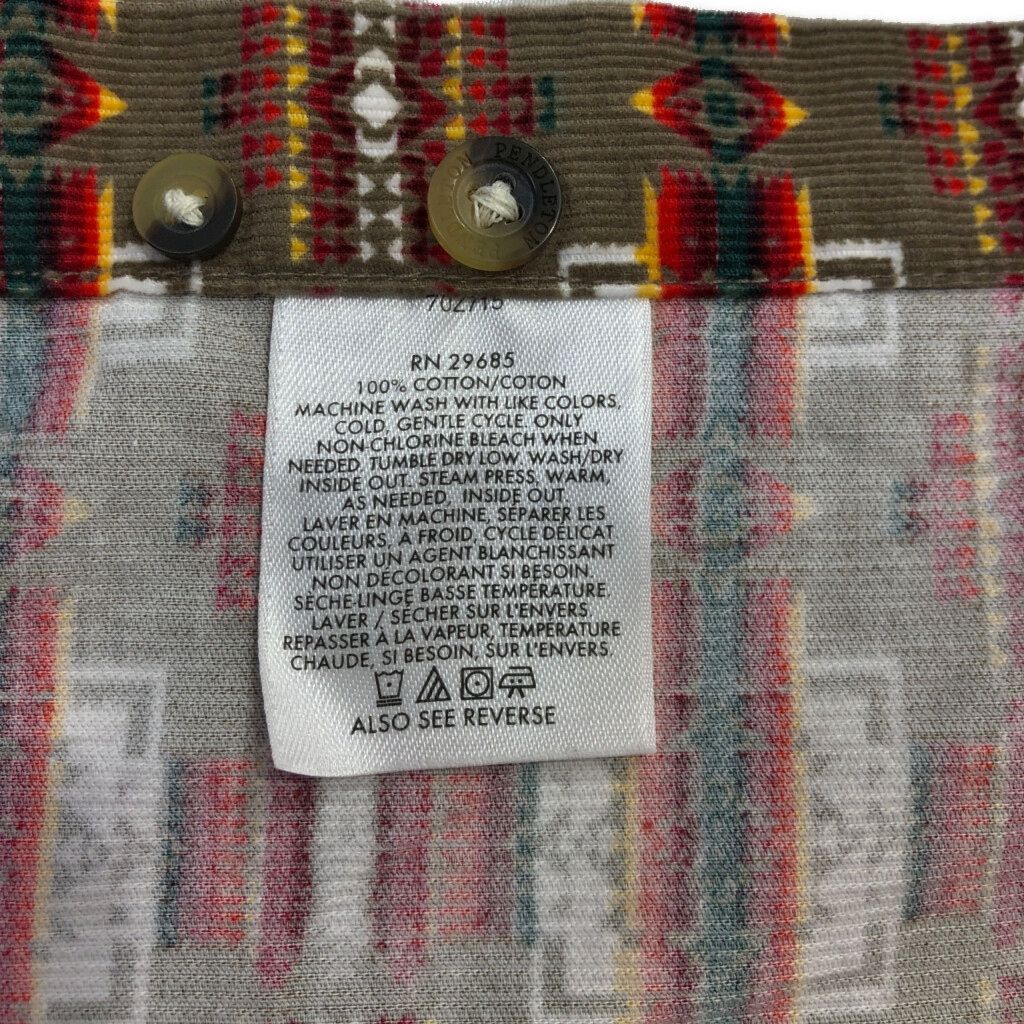 PENDLETON
702715
RN 29685
100% COTTON/COTON
MACHINE WASH WITH LIKE COLORS,
COLD, GENTLE CYCLE. ONLY
NON-CHLORINE BLEACH WHEN
NEEDED. TUMBLE DRY LOW. WASH/DRY
INSIDE OUT. STEAM PRESS, WARM,
AS NEEDED, INSIDE OUT.
LAVER EN MACHINE, SÉPARER LES
COULEURS, A FROID, CYCLE DÉLICAT
UTILISER UN AGENT BLANCHISSANT
NON DÉCOLORANT SI BESOIN
SÈCHE-LINGE BASSE TEMPÉRATURE.
LAVER / SÉCHER SUR L'ENVERS
REPASSER À LA VAPEUR, TEMPÉRATURE
CHAUDE, SI BESOIN, SUR L'ENVERS.
ALSO SEE REVERSE